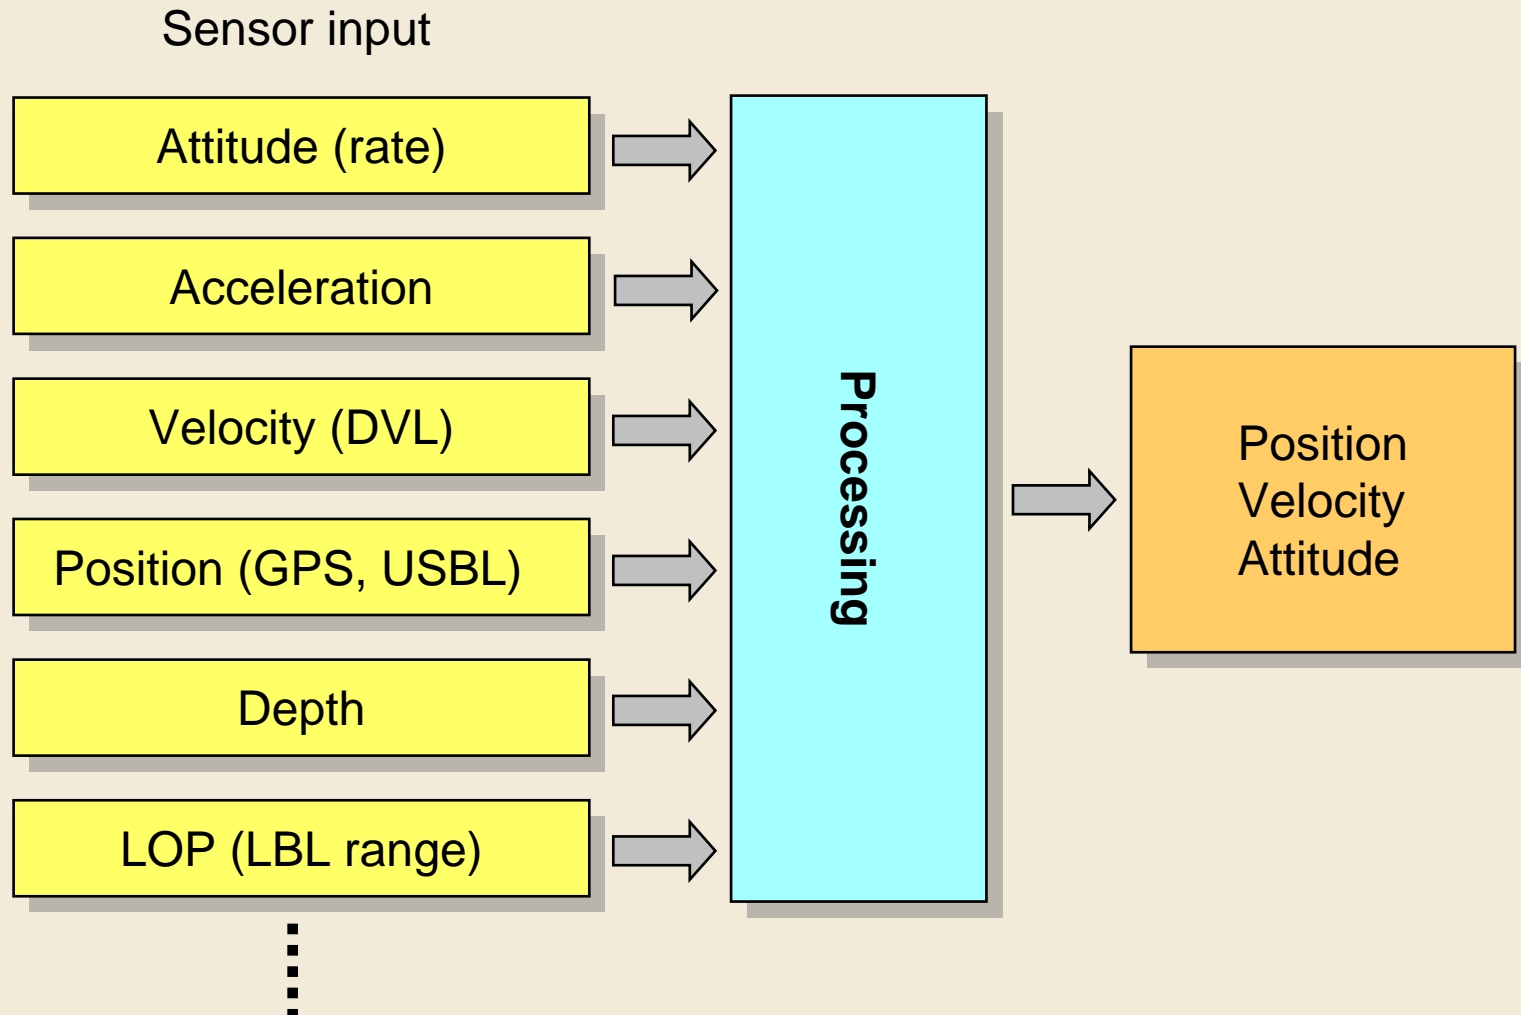 Sensor input
Attitude (rate)
Acceleration
Velocity (DVL)
Position (GPS, USBL)
Depth
LOP (LBL range)
Processing
Position
Velocity
Attitude